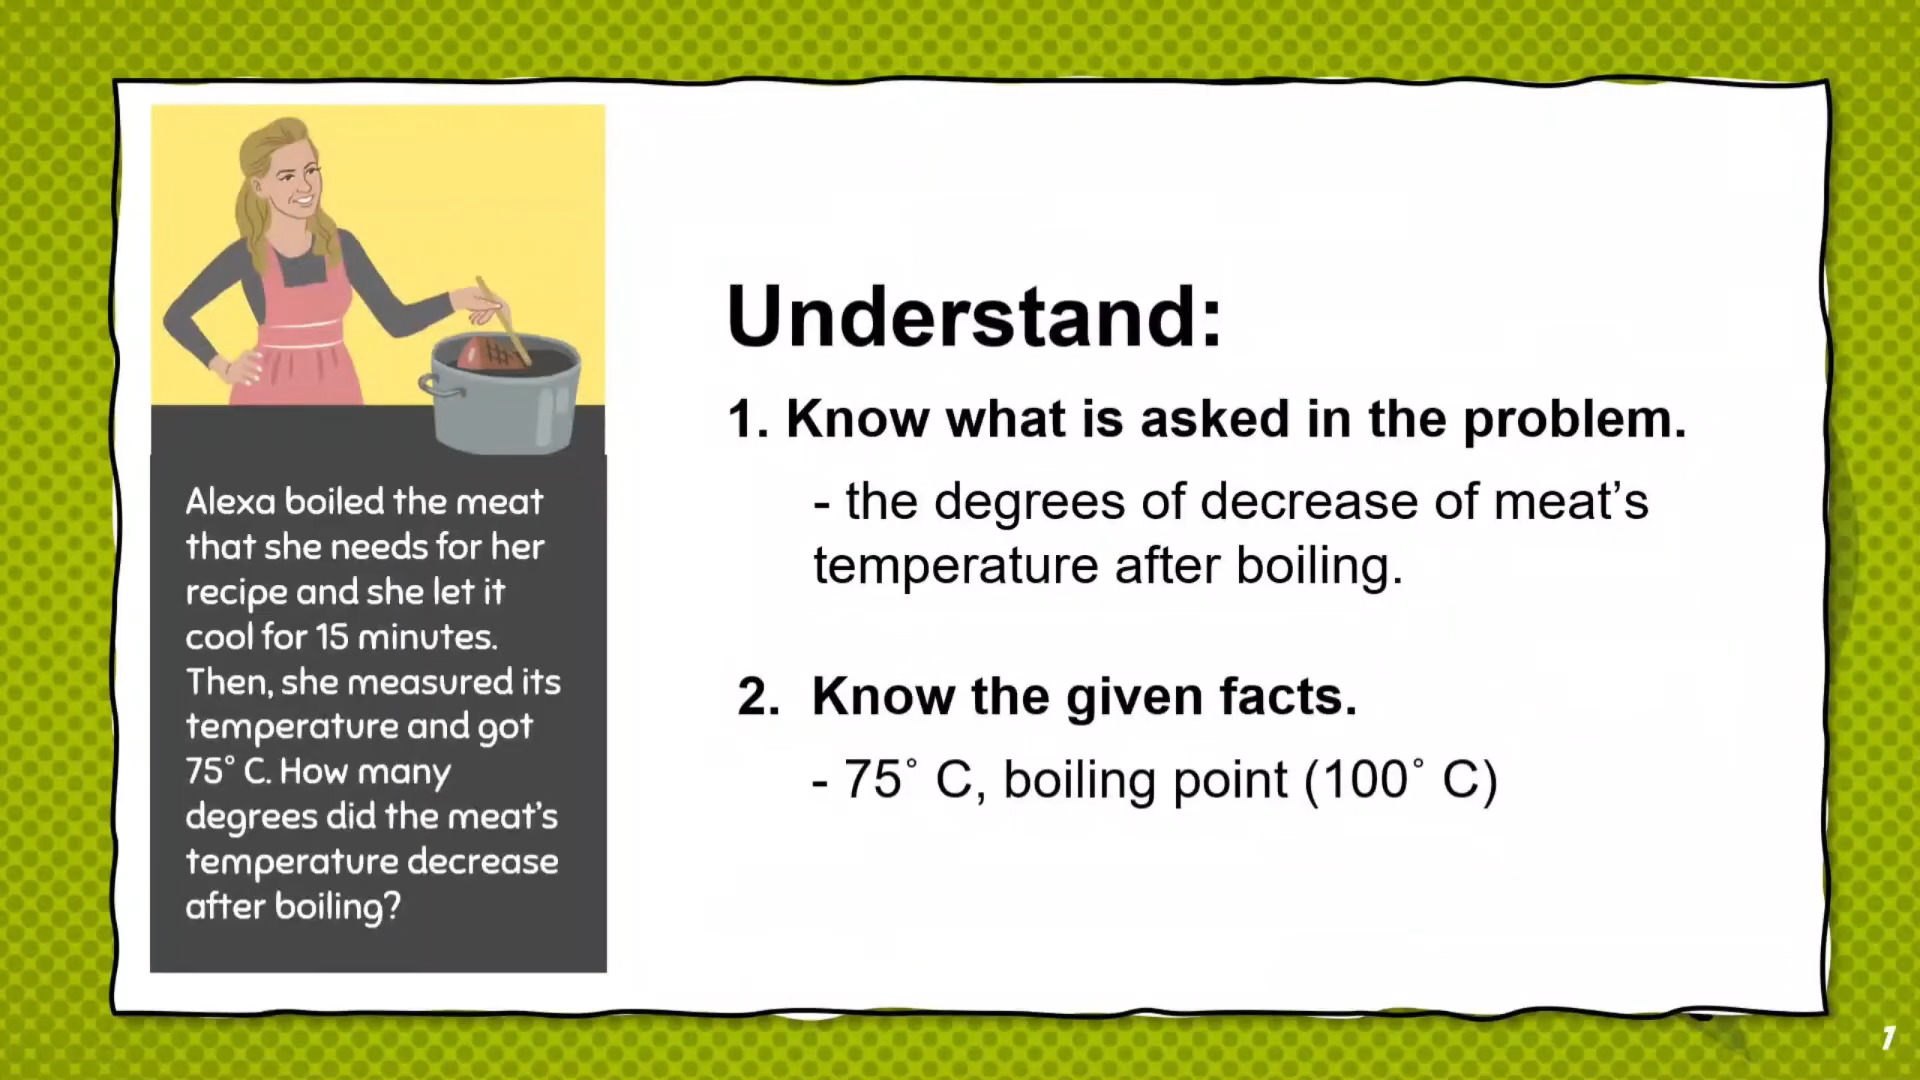 Alexa boiled the meat
that she needs for her
recipe and she let it
cool for 15 minutes.
Then, she measured its
temperature and got
75˚ C. How many
degrees did the meat’s
temperature decrease
after boiling?
Understand:
1. Know what is asked in the problem.
- the degrees of decrease of meat’s
temperature after boiling.
2. Know the given facts.
- 75˚ C, boiling point (100˚ C)
7